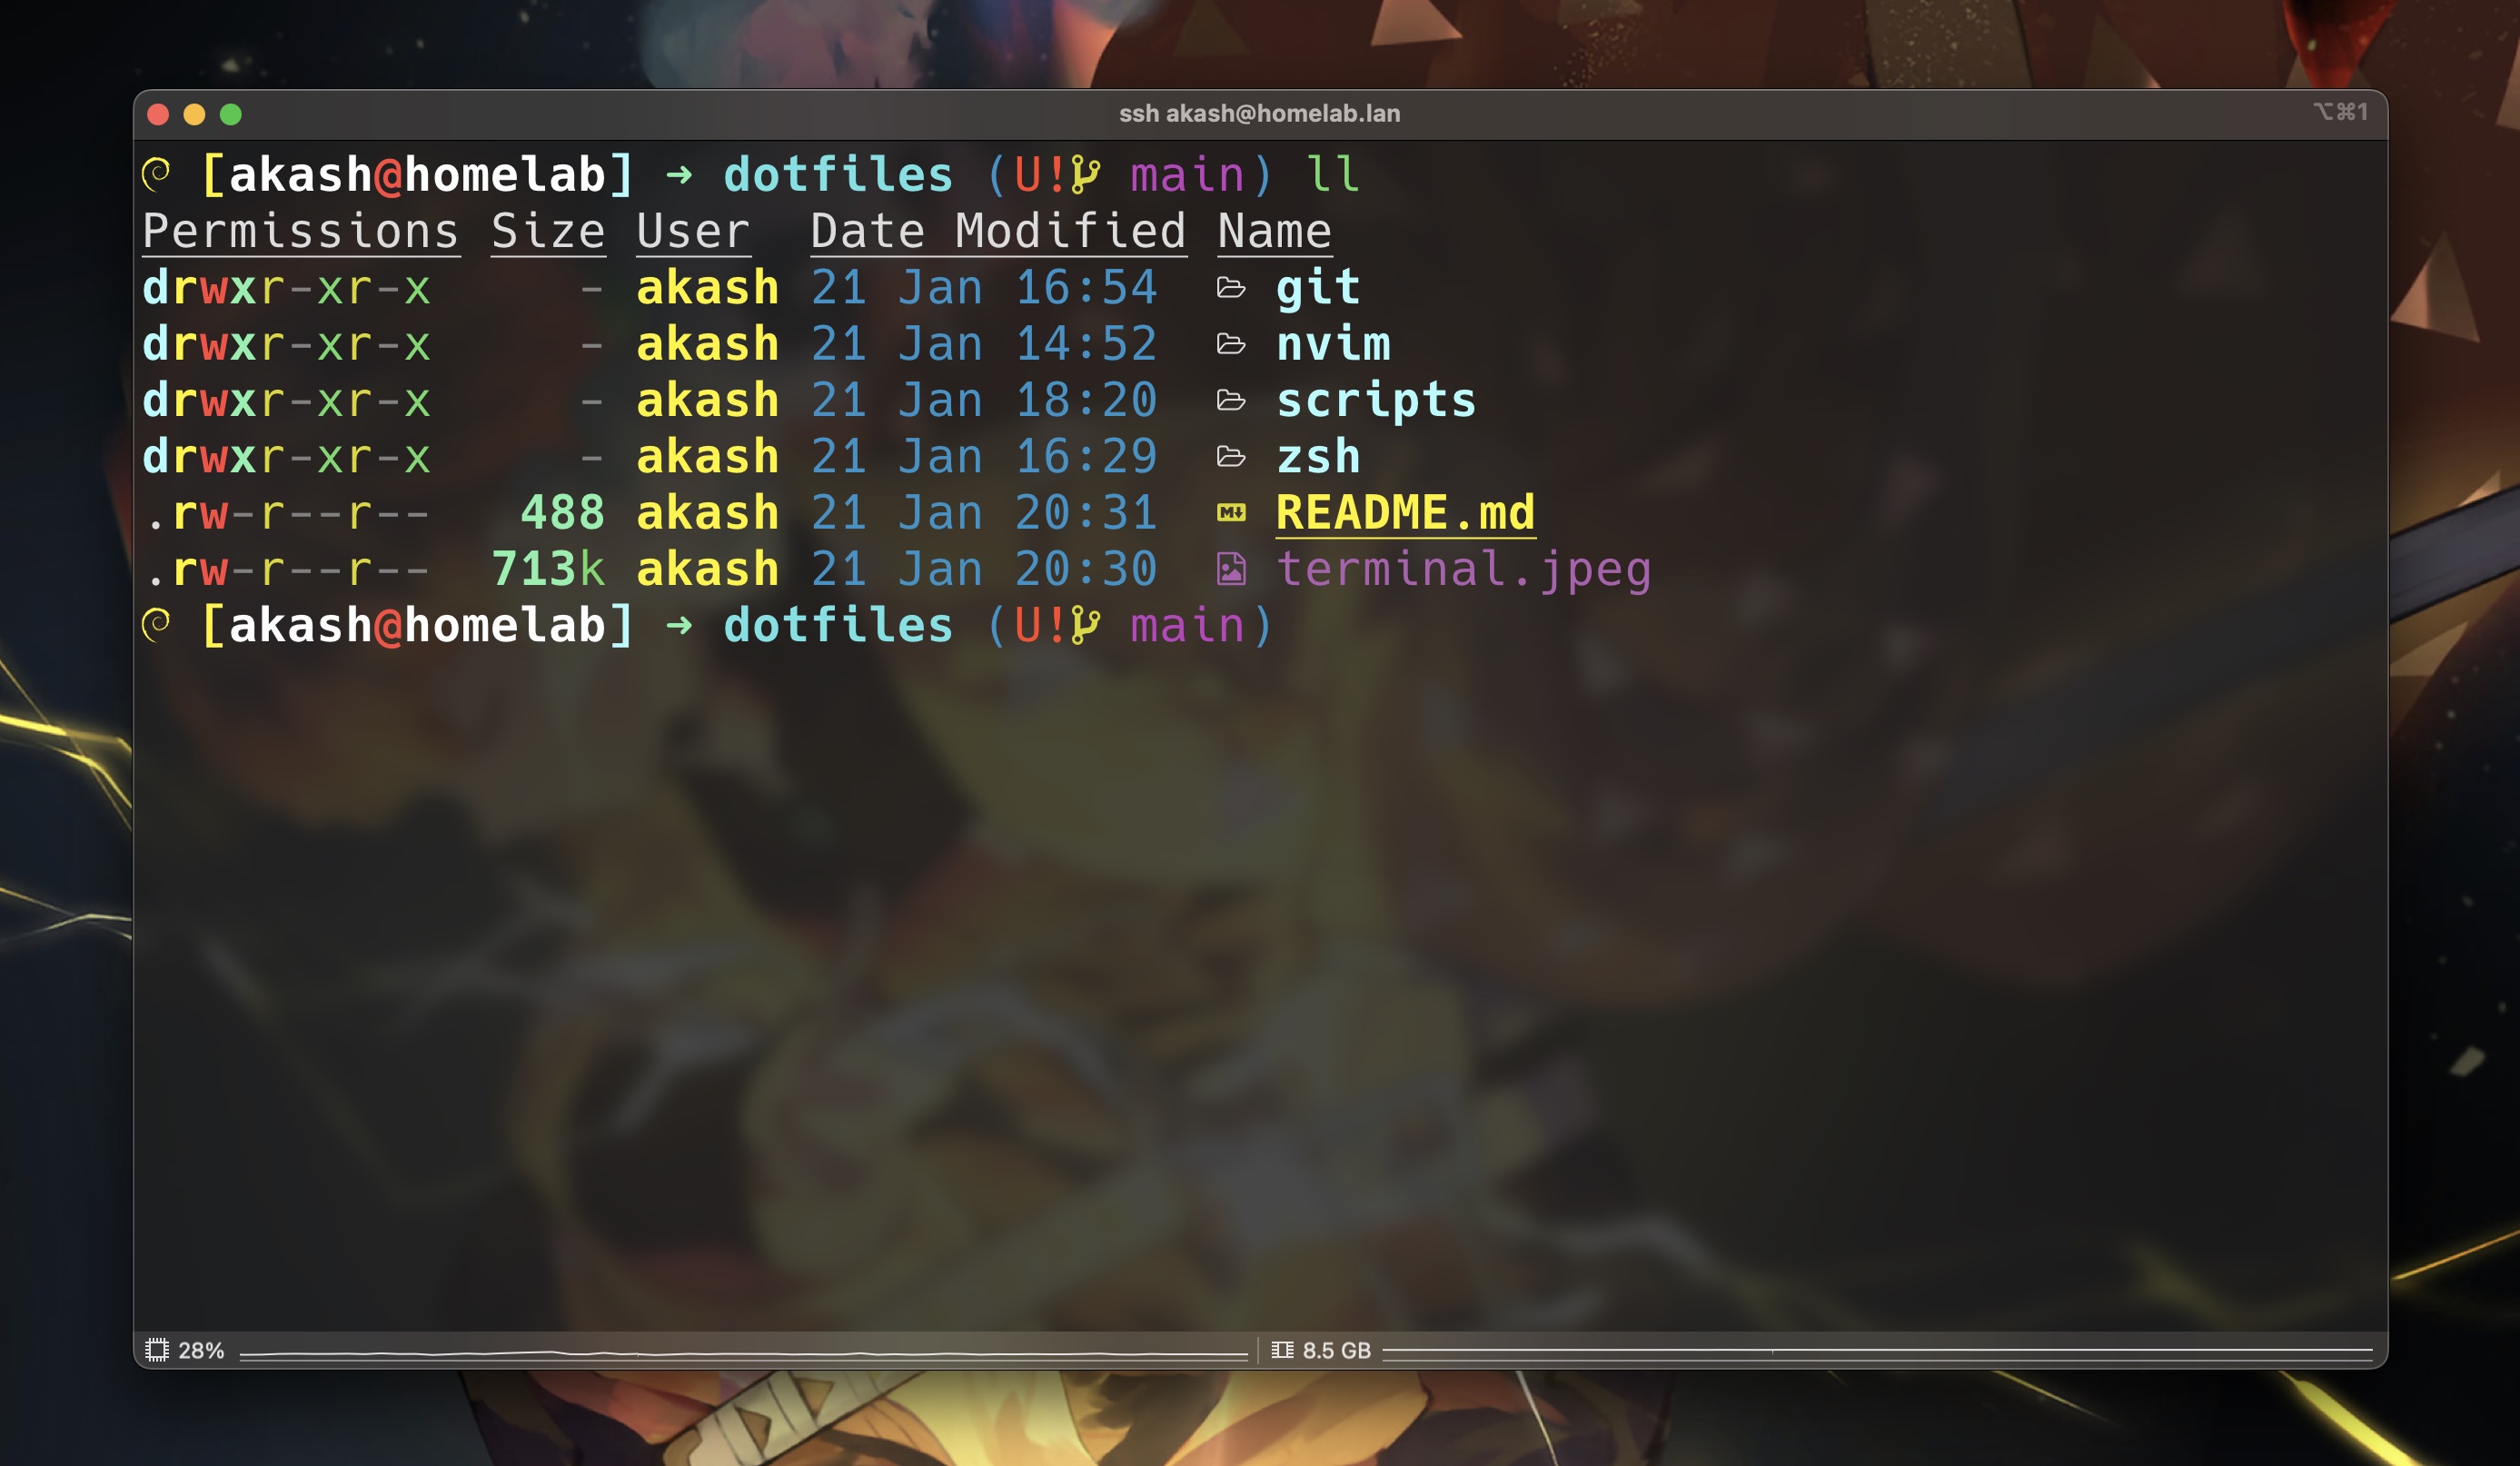 ssh akash@homelab.lan ⌥⌘1
[akash@homelab] ➜ dotfiles (U! main) ll
Permissions Size User Date Modified Name
drwxr-xr-x - akash 21 Jan 16:54 git
drwxr-xr-x - akash 21 Jan 14:52 nvim
drwxr-xr-x - akash 21 Jan 18:20 scripts
drwxr-xr-x - akash 21 Jan 16:29 zsh
.rw-r--r-- 488 akash 21 Jan 20:31 README.md
.rw-r--r-- 713k akash 21 Jan 20:30 terminal.jpeg
[akash@homelab] ➜ dotfiles (U! main)
28% 8.5 GB